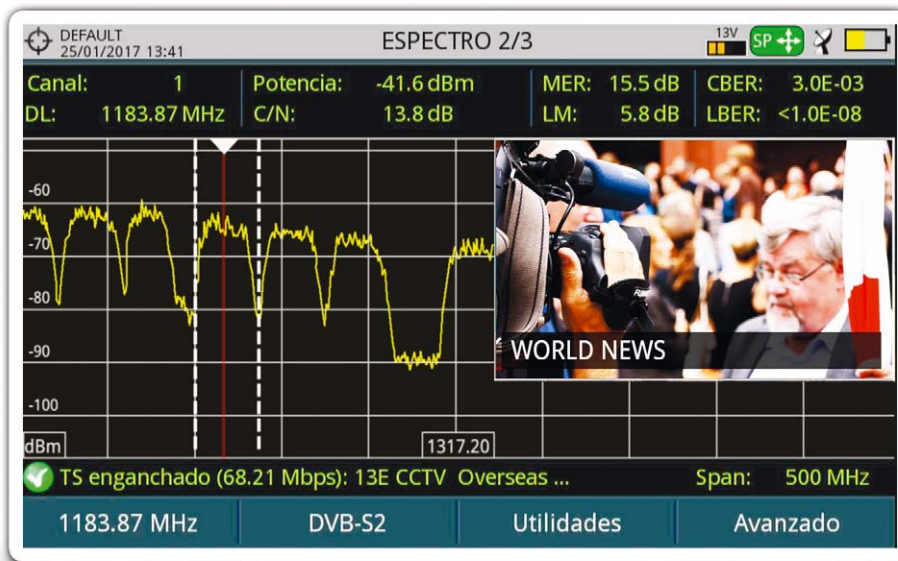 DEFAULT
25/01/2017 13:41
ESPECTRO 2/3
13V
SP
Canal: 1 Potencia: -41.6 dBm MER: 15.5 dB CBER: 3.0E-03
DL: 1183.87 MHz C/N: 13.8 dB LM: 5.8 dB LBER: <1.0E-08
-60
-70
-80
-90
-100
WORLD NEWS
dBm 1317.20
TS enganchado (68.21 Mbps): 13E CCTV Overseas ... Span: 500 MHz
1183.87 MHz DVB-S2 Utilidades Avanzado